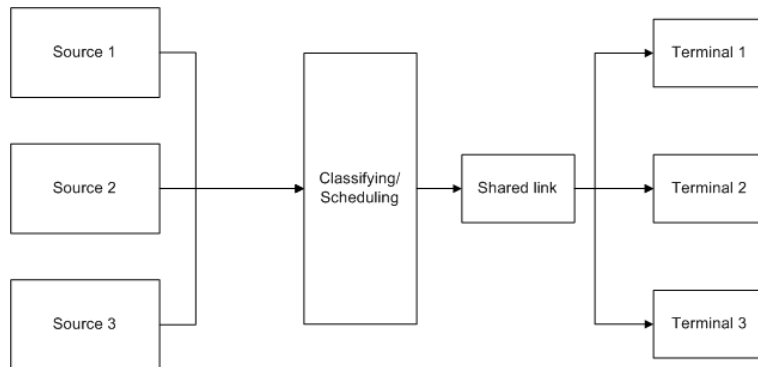 Source 1
Source 2
Source 3
Classifying/
Scheduling
Shared link
Terminal 1
Terminal 2
Terminal 3